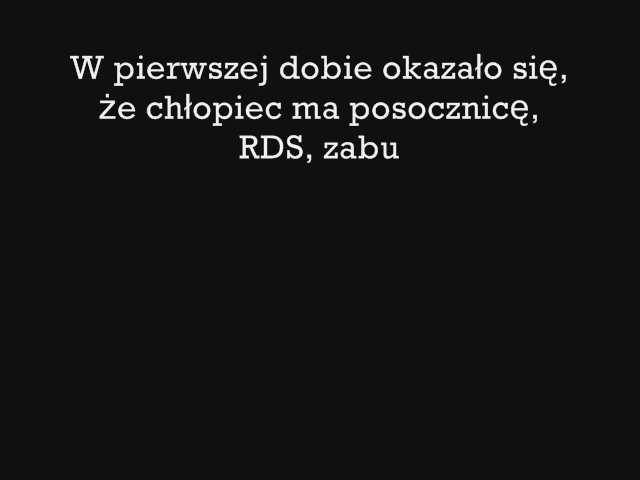 W pierwszej dobie okazało się,
że chłopiec ma posocznicę,
RDS, zabu